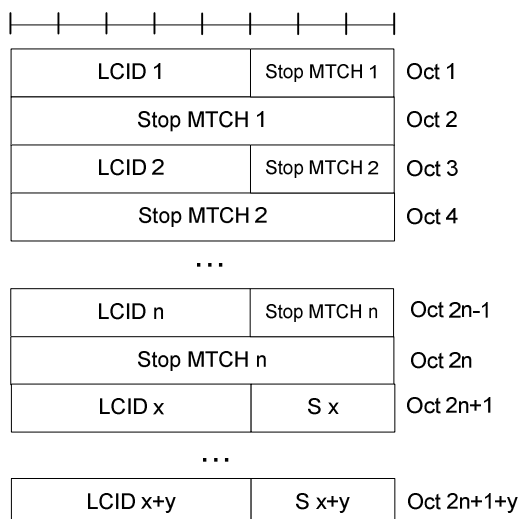 LCID 1 Stop MTCH 1 Oct 1
Stop MTCH 1 Oct 2
LCID 2 Stop MTCH 2 Oct 3
Stop MTCH 2 Oct 4
...
LCID n Stop MTCH n Oct 2n-1
Stop MTCH n Oct 2n
LCID x S x Oct 2n+1
...
LCID x+y S x+y Oct 2n+1+y